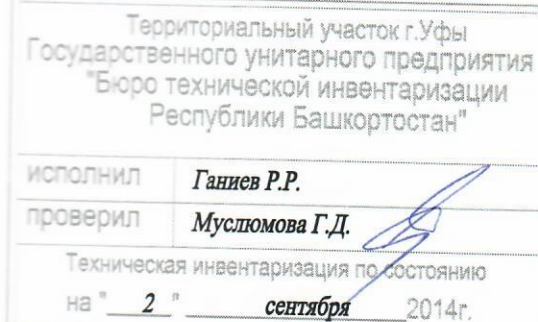 Территориальный участок г.Уфы
Государственного унитарного предприятия
"Бюро технической инвентаризации
Республики Башкортостан"
исполнил Ганиев Р.Р.
проверил Муслюмова Г.Д.
Техническая инвентаризация по состоянию
на " 2 " сентября 2014г.